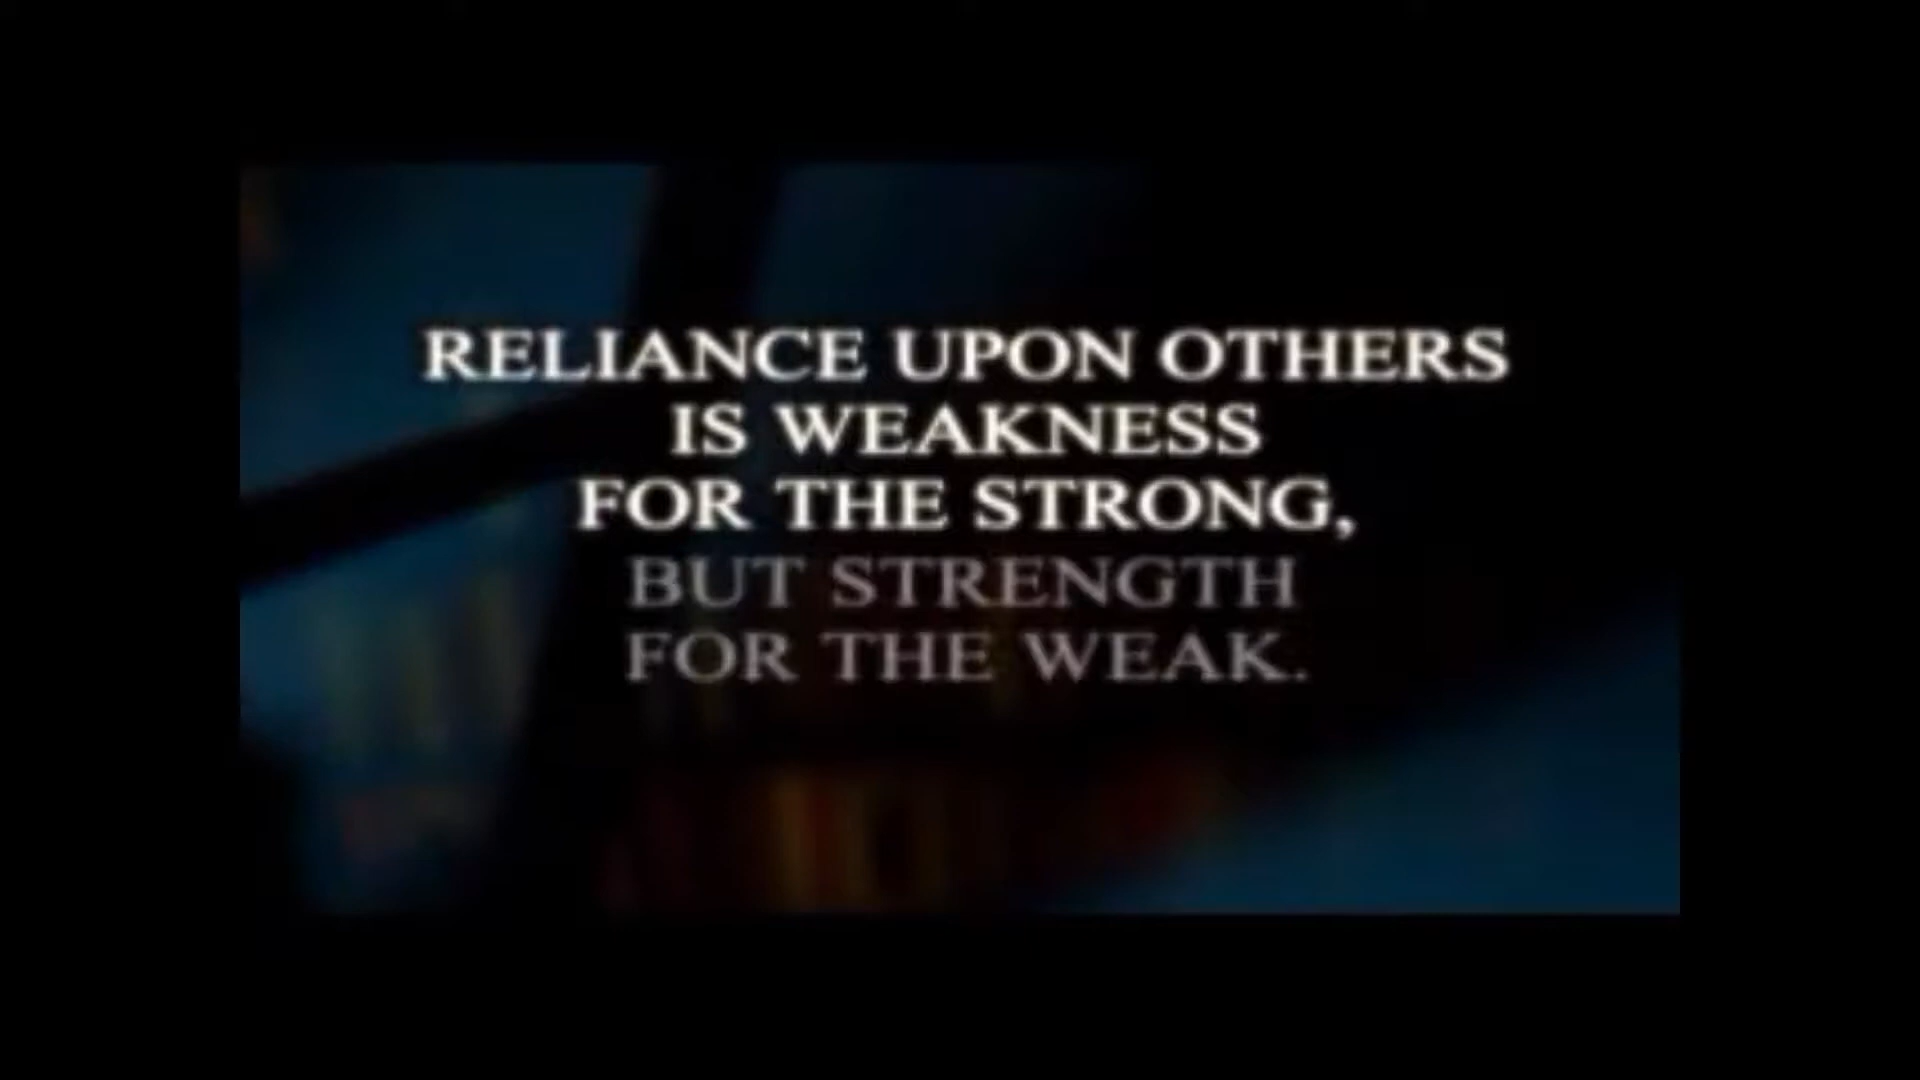 RELIANCE UPON OTHERS
IS WEAKNESS
FOR THE STRONG,
BUT STRENGTH
FOR THE WEAK.